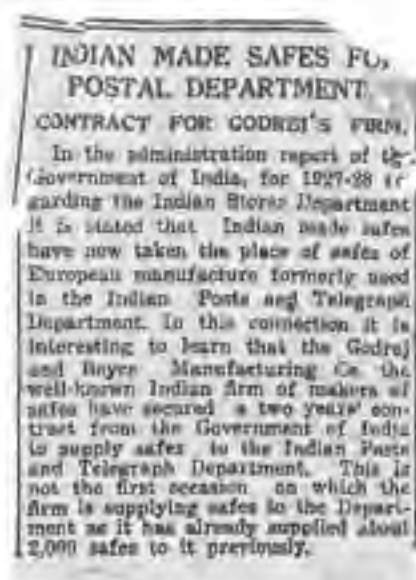 INDIAN MADE SAFES FO
POSTAL DEPARTMENT.
CONTRACT FOR GODREJ'S FIRM.
In the administration report of the
Government of India, for 1927-28 re
garding the Indian Stores Department
it is stated that Indian made safes
have now taken the place of safes of
European manufacture formerly used
in the Indian Posts and Telegraph
Department. In this connection it is
interesting to learn that the Godrej
and Boyce Manufacturing Co. the
well-known Indian firm of makers of
safes have secured a two years' con-
tract from the Government of India
to supply safes to the Indian Posts
and Telegraph Department. This is
not the first occasion on which the
firm is supplying safes to the Depart-
ment as it has already supplied about
2,000 safes to it previously.